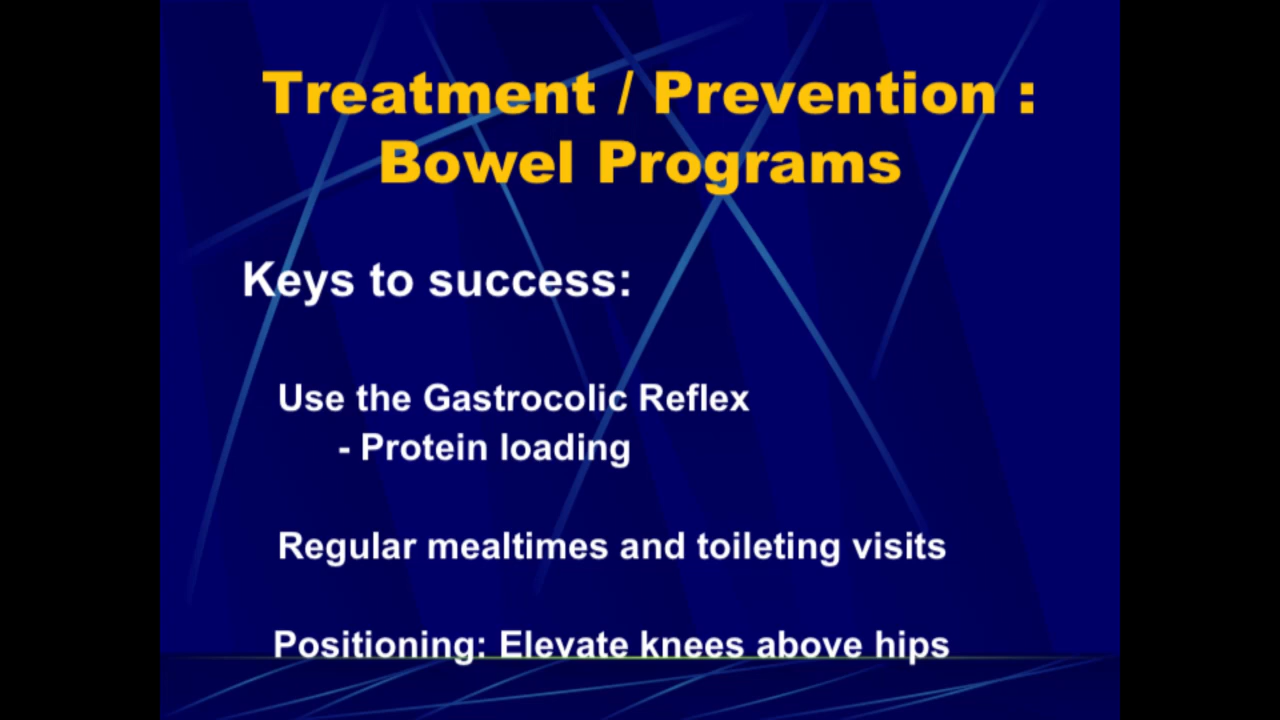 Treatment / Prevention :
Bowel Programs
Keys to success:
Use the Gastrocolic Reflex
- Protein loading
Regular mealtimes and toileting visits
Positioning: Elevate knees above hips